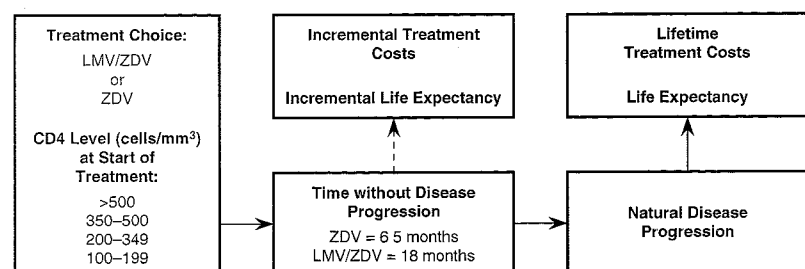 Treatment Choice:
LMV/ZDV
or
ZDV
CD4 Level (cells/mm³)
at Start of
Treatment:
>500
350–500
200–349
100–199
Incremental Treatment
Costs
Incremental Life Expectancy
Time without Disease
Progression
ZDV = 6 5 months
LMV/ZDV = 18 months
Lifetime
Treatment Costs
Life Expectancy
Natural Disease
Progression